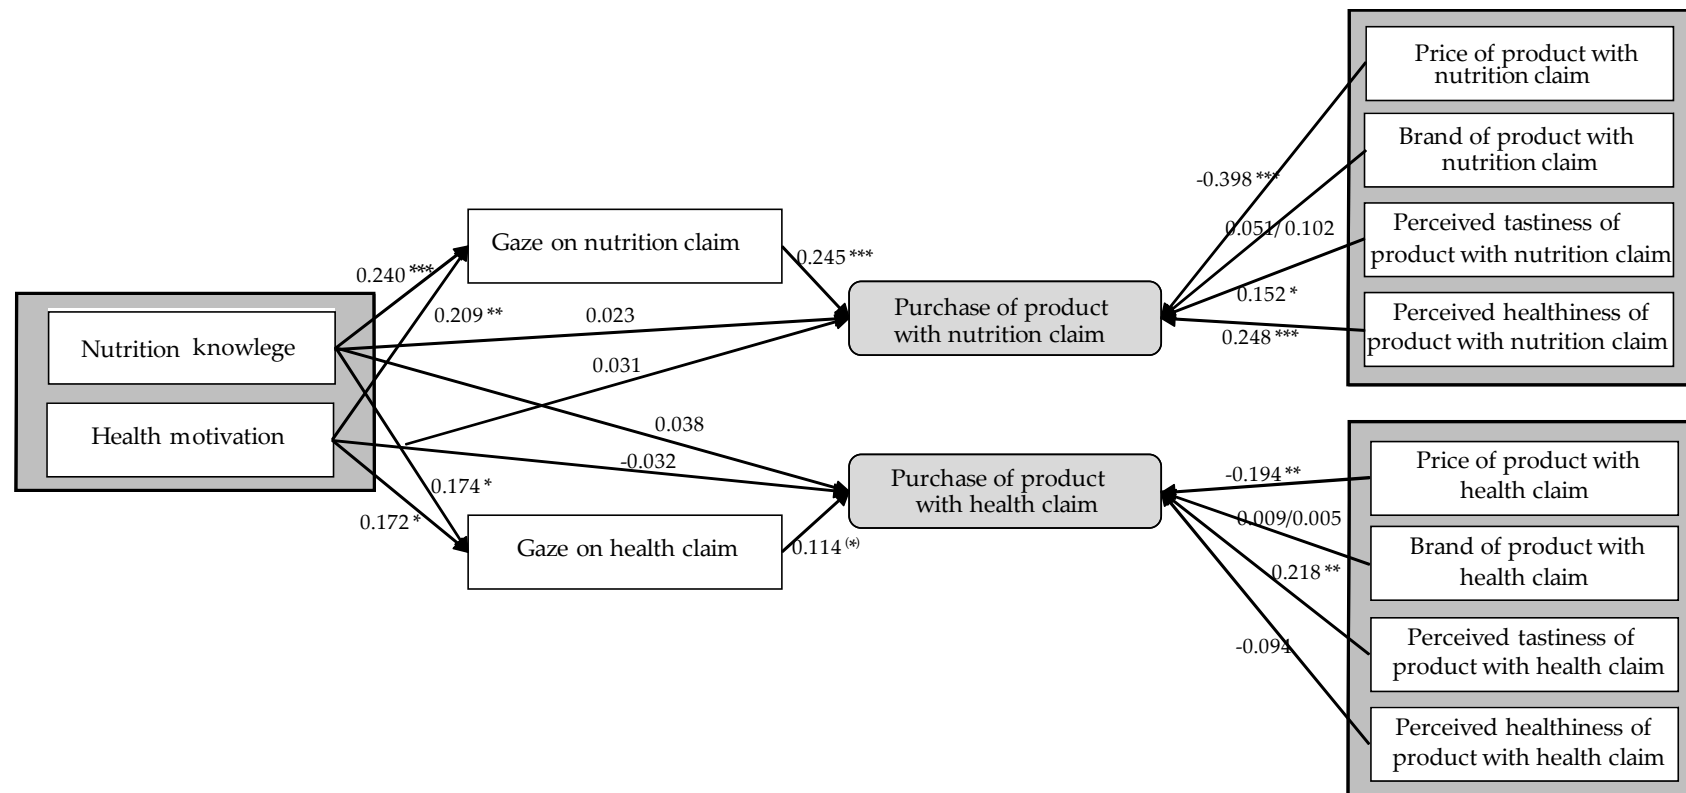 Nutrition knowlege
Health motivation
0.240 ***
0.209 **
0.174 *
0.172 *
Gaze on nutrition claim
Gaze on health claim
0.245 ***
0.023
0.031
0.038
-0.032
0.114 (*)
Purchase of product
with nutrition claim
Purchase of product
with health claim
-0.398 ***
0.051/ 0.102
0.152 *
0.248 ***
-0.194 **
0.009/0.005
0.218 **
-0.094
Price of product with
nutrition claim
Brand of product with
nutrition claim
Perceived tastiness of
product with nutrition claim
Perceived healthiness of
product with nutrition claim
Price of product with
health claim
Brand of product with
health claim
Perceived tastiness of
product with health claim
Perceived healthiness of
product with health claim